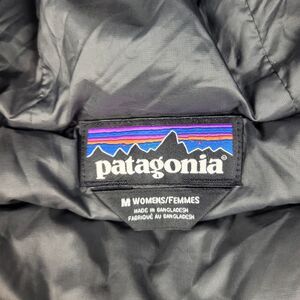 patagonia®
M WOMENS/FEMMES
MADE IN BANGLADESH
FABRIQUÉ AU BANGLADESH